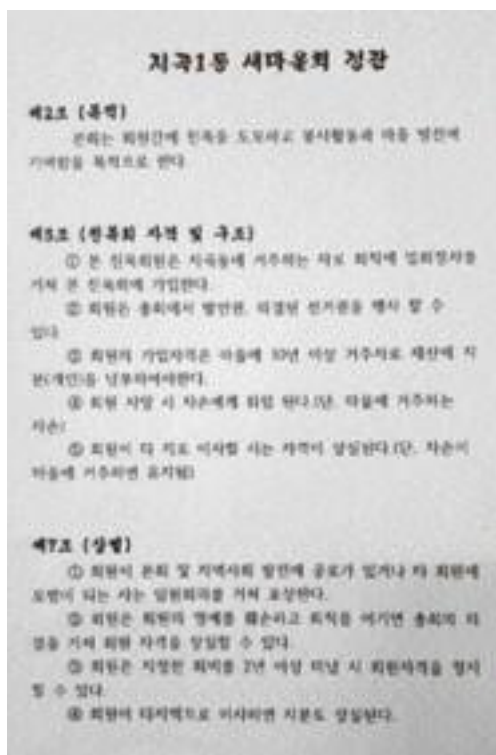 지곡1동 새마을회 정관
제2조 (목적)
본회는 회원간에 친목을 도모하고 봉사활동과 마을 발전에
기여함을 목적으로 한다.
제5조 (친목회 자격 및 구조)
① 본 친목회원은 지곡동에 거주하는 자로 회칙에 입회절차를
거쳐 본 친목회에 가입한다.
② 회원은 총회에서 발언권, 의결권 선거권을 행사 할 수
있다.
③ 회원의 가입자격은 마을에 10년 이상 거주자로 재산에 지
분(개인)을 납부하여야한다.
④ 회원 사망 시 자손에게 위임 된다.(단, 마을에 거주하는
자손)
⑤ 회원이 타 지로 이사할 시는 자격이 상실된다.(단, 자손이
마을에 거주하면 유지됨)
제7조 (상벌)
① 회원이 본회 및 지역사회 발전에 공로가 있거나 타 회원에
모범이 되는 자는 임원회의를 거쳐 표상한다.
② 회원은 회원의 명예를 훼손하고 회칙을 어기면 총회의 의
결을 거쳐 회원 자격을 상실할 수 있다.
③ 회원은 지정한 회비를 2년 이상 미납 시 회원자격을 정지
할 수 있다.
④ 회원이 타지역으로 이사하면 지분도 상실된다.